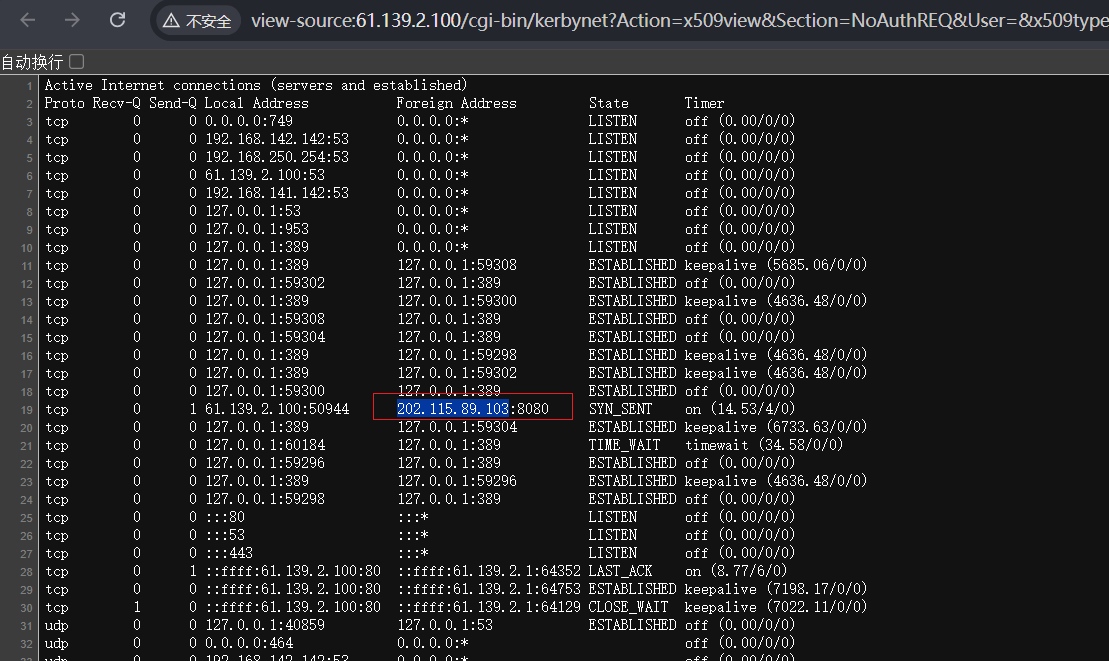 不安全 view-source:61.139.2.100/cgi-bin/kerbynet?Action=x509view&Section=NoAuthREQ&User=&x509type
自动换行
1 Active Internet connections (servers and established)
2 Proto Recv-Q Send-Q Local Address Foreign Address State Timer
3 tcp 0 0 0.0.0.0:749 0.0.0.0:* LISTEN off (0.00/0/0)
4 tcp 0 0 192.168.142.142:53 0.0.0.0:* LISTEN off (0.00/0/0)
5 tcp 0 0 192.168.250.254:53 0.0.0.0:* LISTEN off (0.00/0/0)
6 tcp 0 0 61.139.2.100:53 0.0.0.0:* LISTEN off (0.00/0/0)
7 tcp 0 0 192.168.141.142:53 0.0.0.0:* LISTEN off (0.00/0/0)
8 tcp 0 0 127.0.0.1:53 0.0.0.0:* LISTEN off (0.00/0/0)
9 tcp 0 0 127.0.0.1:953 0.0.0.0:* LISTEN off (0.00/0/0)
10 tcp 0 0 127.0.0.1:389 0.0.0.0:* LISTEN off (0.00/0/0)
11 tcp 0 0 127.0.0.1:389 127.0.0.1:59308 ESTABLISHED keepalive (5685.06/0/0)
12 tcp 0 0 127.0.0.1:59302 127.0.0.1:389 ESTABLISHED off (0.00/0/0)
13 tcp 0 0 127.0.0.1:389 127.0.0.1:59300 ESTABLISHED keepalive (4636.48/0/0)
14 tcp 0 0 127.0.0.1:59308 127.0.0.1:389 ESTABLISHED off (0.00/0/0)
15 tcp 0 0 127.0.0.1:59304 127.0.0.1:389 ESTABLISHED off (0.00/0/0)
16 tcp 0 0 127.0.0.1:389 127.0.0.1:59298 ESTABLISHED keepalive (4636.48/0/0)
17 tcp 0 0 127.0.0.1:389 127.0.0.1:59302 ESTABLISHED keepalive (4636.48/0/0)
18 tcp 0 0 127.0.0.1:59300 127.0.0.1:389 ESTABLISHED off (0.00/0/0)
19 tcp 0 1 61.139.2.100:50944 202.115.89.103:8080 SYN_SENT on (14.53/4/0)
20 tcp 0 0 127.0.0.1:389 127.0.0.1:59304 ESTABLISHED keepalive (6733.63/0/0)
21 tcp 0 0 127.0.0.1:60184 127.0.0.1:389 TIME_WAIT timewait (34.58/0/0)
22 tcp 0 0 127.0.0.1:59296 127.0.0.1:389 ESTABLISHED off (0.00/0/0)
23 tcp 0 0 127.0.0.1:389 127.0.0.1:59296 ESTABLISHED keepalive (4636.48/0/0)
24 tcp 0 0 127.0.0.1:59298 127.0.0.1:389 ESTABLISHED off (0.00/0/0)
25 tcp 0 0 :::80 :::* LISTEN off (0.00/0/0)
26 tcp 0 0 :::53 :::* LISTEN off (0.00/0/0)
27 tcp 0 0 :::443 :::* LISTEN off (0.00/0/0)
28 tcp 0 1 ::ffff:61.139.2.100:80 ::ffff:61.139.2.1:64352 LAST_ACK on (8.77/6/0)
29 tcp 0 0 ::ffff:61.139.2.100:80 ::ffff:61.139.2.1:64753 ESTABLISHED keepalive (7198.17/0/0)
30 tcp 1 0 ::ffff:61.139.2.100:80 ::ffff:61.139.2.1:64129 CLOSE_WAIT keepalive (7022.11/0/0)
31 udp 0 0 127.0.0.1:40859 127.0.0.1:53 ESTABLISHED off (0.00/0/0)
32 udp 0 0 0.0.0.0:464 0.0.0.0:* off (0.00/0/0)
udp 0 0 192.168.142.142:53 0.0.0.0:* off (0.00/0/0)